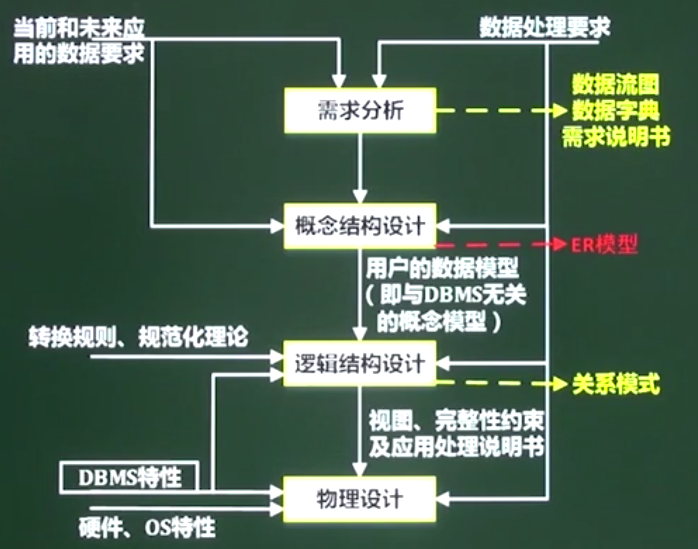 当前和未来应
用的数据要求
数据处理要求
需求分析
数据流图
数据字典
需求说明书
概念结构设计
ER模型
用户的数据模型
（即与DBMS无关
的概念模型）
转换规则、规范化理论
逻辑结构设计
关系模式
视图、完整性约束
及应用处理说明书
DBMS特性
物理设计
硬件、OS特性